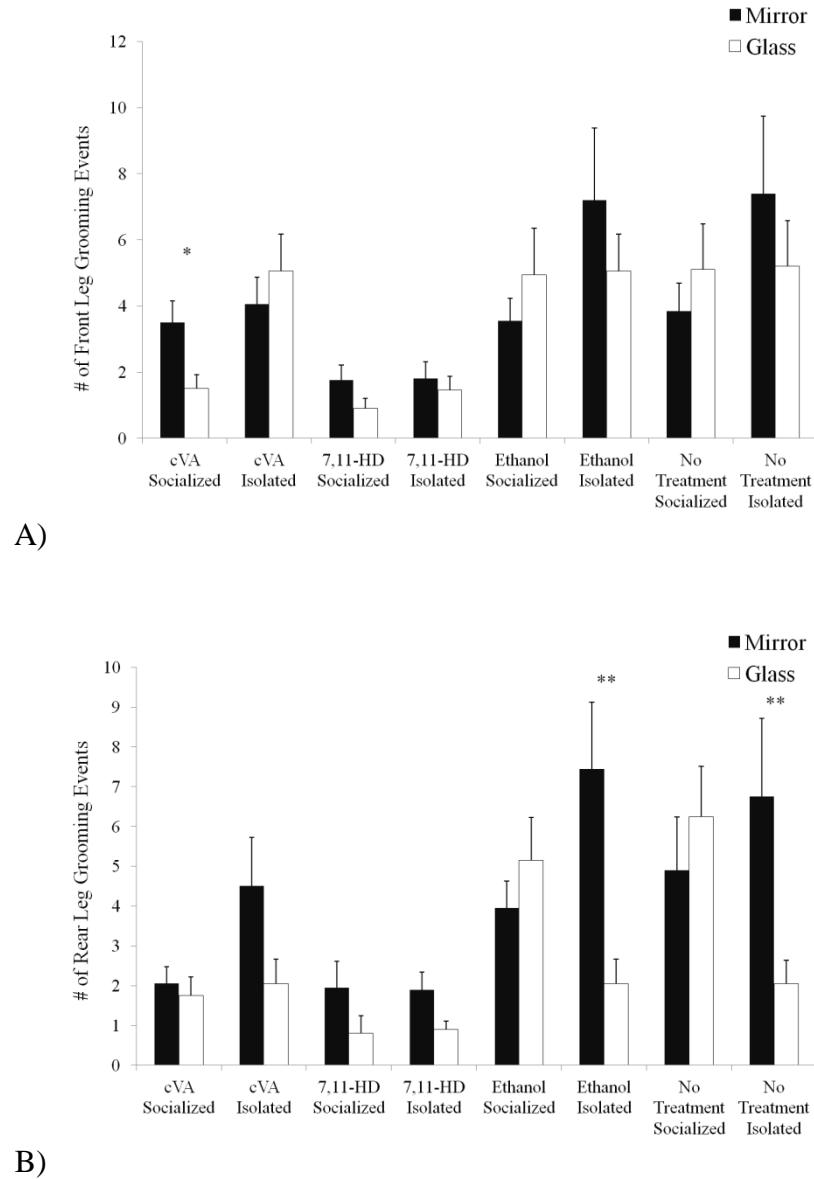 Mirror
Glass
12
10
8
6
4
2
0
# of Front Leg Grooming Events
*
cVA
Socialized
cVA
Isolated
7,11-HD
Socialized
7,11-HD
Isolated
Ethanol
Socialized
Ethanol
Isolated
No
Treatment
Socialized
No
Treatment
Isolated
A)
Mirror
Glass
10
9
8
7
6
5
4
3
2
1
0
# of Rear Leg Grooming Events
**
**
cVA
Socialized
cVA
Isolated
7,11-HD
Socialized
7,11-HD
Isolated
Ethanol
Socialized
Ethanol
Isolated
No
Treatment
Socialized
No
Treatment
Isolated
B)